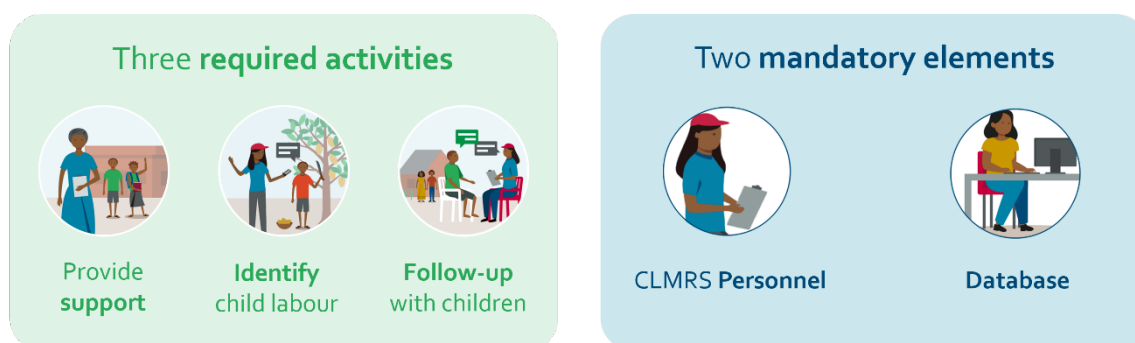 Three required activities
Provide
support
Identify
child labour
Follow-up
with children
Two mandatory elements
CLMRS Personnel
Database